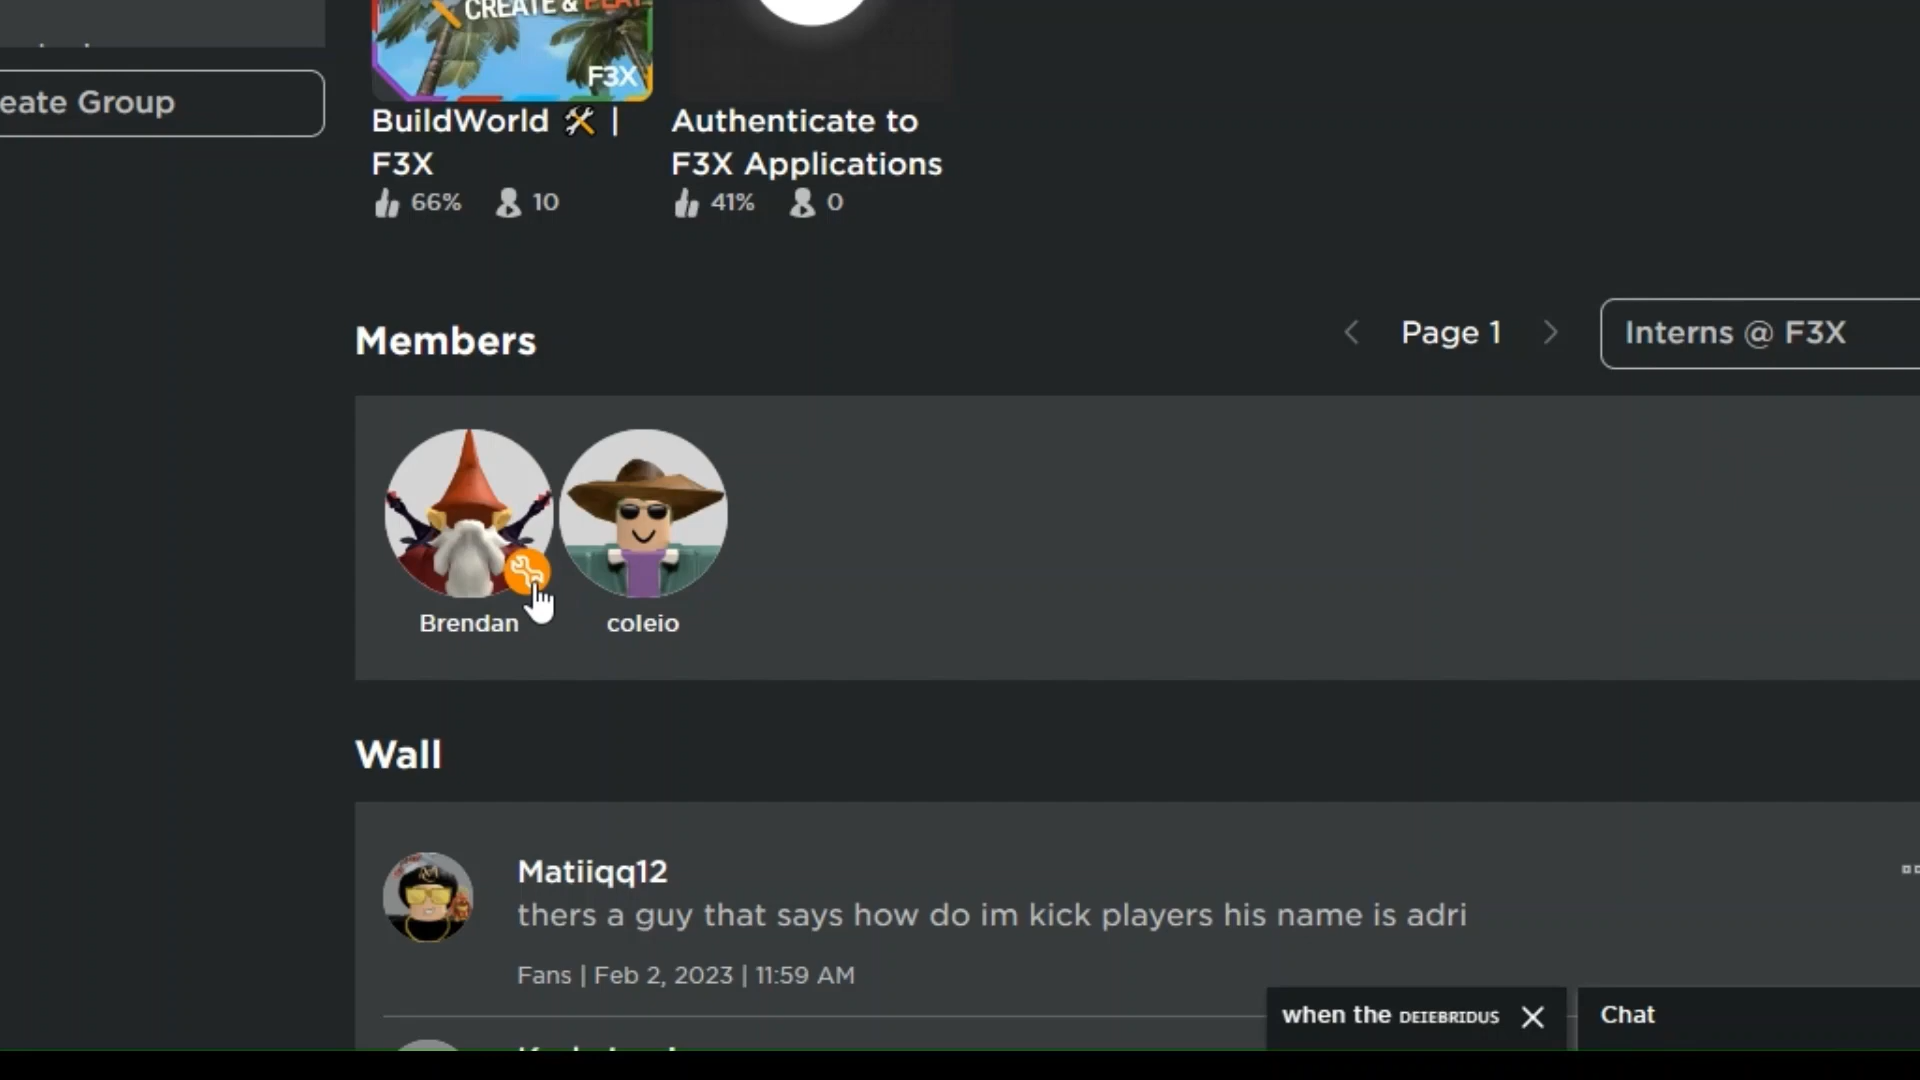 CREATE & PLAY
F3X
eate Group
BuildWorld 🛠 |
F3X
66% 10
Authenticate to
F3X Applications
41% 0
Members
Page 1
Interns @ F3X
Brendan
coleio
Wall
Matiiqq12
thers a guy that says how do im kick players his name is adri
Fans | Feb 2, 2023 | 11:59 AM
when the ᴅᴇɪᴇʙʀɪᴅᴜs
Chat